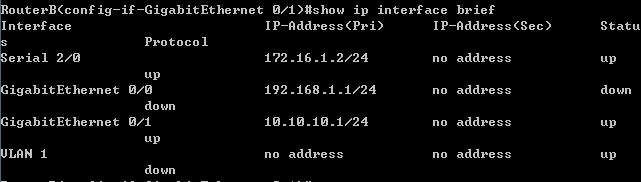 RouterB(config-if-GigabitEthernet 0/1)#show ip interface brief
Interface                        IP-Address(Pri)      IP-Address(Sec)      Statu
s                 Protocol
Serial 2/0                       172.16.1.2/24        no address           up
                  up
GigabitEthernet 0/0              192.168.1.1/24       no address           down
                  down
GigabitEthernet 0/1              10.10.10.1/24        no address           up
                  up
VLAN 1                           no address           no address           up
                  down